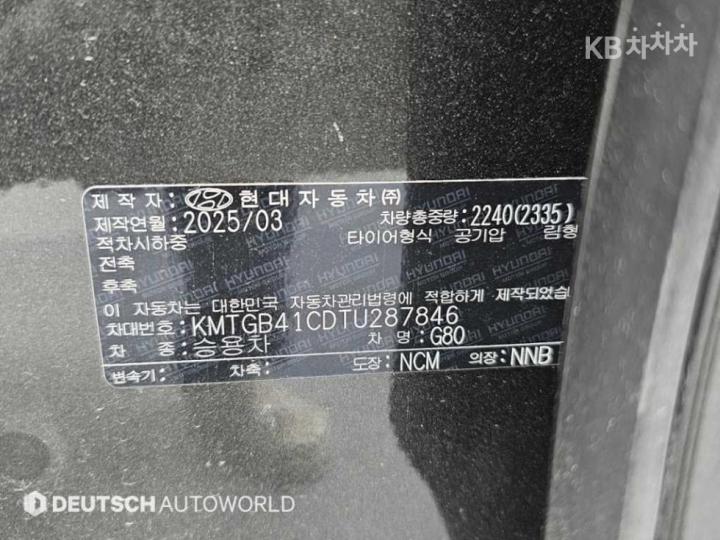 KB차차차
제 작 자: 현대자동차㈜
제작연월: 2025/03 차량총중량: 2240(2335)
적차시하중 타이어형식 공기압 림형
전축
후축
이 자동차는 대한민국 자동차관리법령에 적합하게 제작되었습
차대번호: KMTGB41CDTU287846
차 종: 승용차 차 명: G80
변속기: 차축: 도장: NCM 의장: NNB
DEUTSCH AUTOWORLD